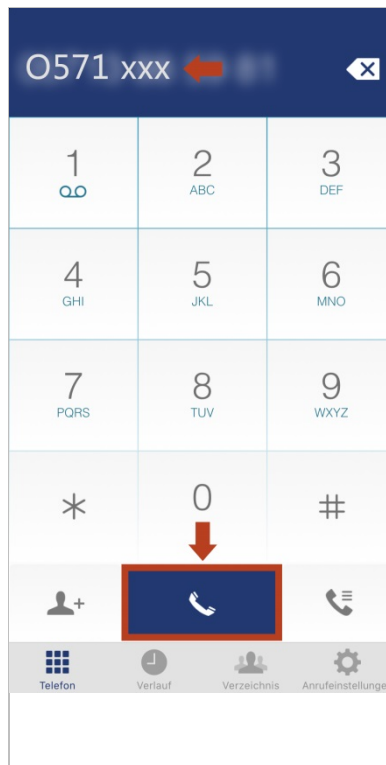 O571 xxx
1 2 3
ABC DEF
4 5 6
GHI JKL MNO
7 8 9
PQRS TUV WXYZ
* 0 #
Telefon Verlauf Verzeichnis Anrufeinstellunge